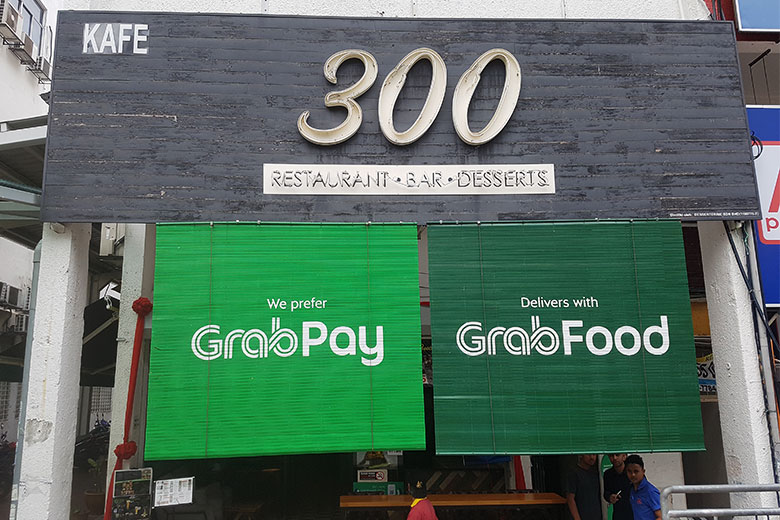 KAFE
300
RESTAURANT • BAR • DESSERTS
We prefer
GrabPay
Delivers with
GrabFood